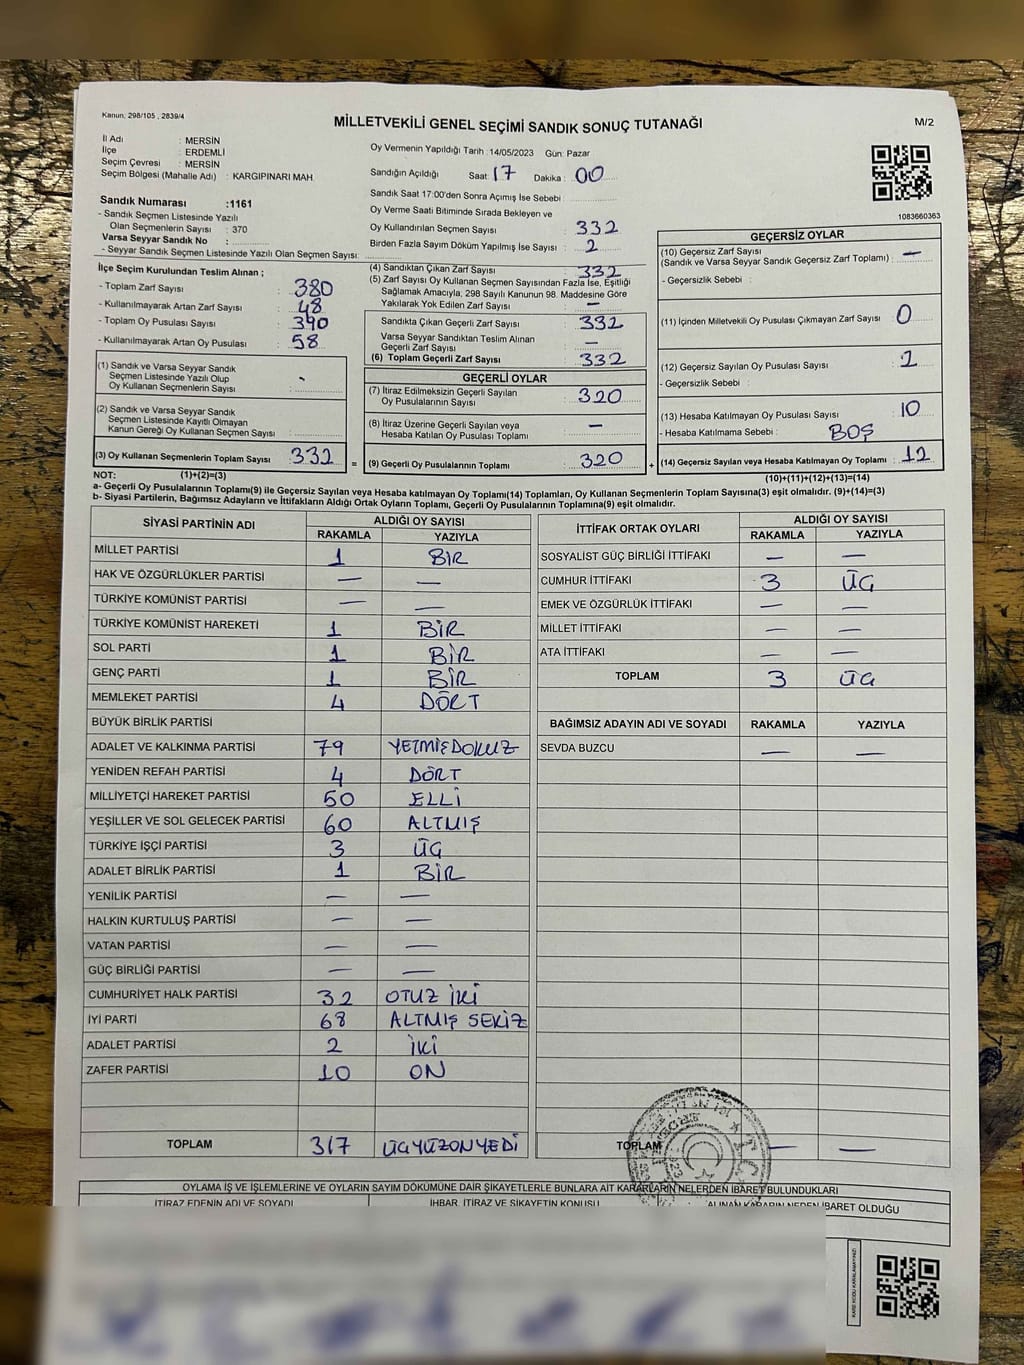 Kanun; 298/105 , 2839/4
MİLLETVEKİLİ GENEL SEÇİMİ SANDIK SONUÇ TUTANAĞI
M/2
İl Adı : MERSİN
İlçe : ERDEMLİ
Seçim Çevresi : MERSİN
Seçim Bölgesi (Mahalle Adı) : KARGIPINARI MAH.
Sandık Numarası :1161
- Sandık Seçmen Listesinde Yazılı
Olan Seçmenlerin Sayısı : 370
Varsa Seyyar Sandık No :
- Seyyar Sandık Seçmen Listesinde Yazılı Olan Seçmen Sayısı:
Oy Vermenin Yapıldığı Tarih :14/05/2023 Gün: Pazar
Sandığın Açıldığı Saat: 17 Dakika : 00
Sandık Saat 17:00'den Sonra Açımış İse Sebebi :
Oy Verme Saati Bitiminde Sırada Bekleyen ve
Oy Kullandırılan Seçmen Sayısı : 332
Birden Fazla Sayım Döküm Yapılmış İse Sayısı : 2
1083660363
İlçe Seçim Kurulundan Teslim Alınan ;
- Toplam Zarf Sayısı : 380
- Kullanılmayarak Artan Zarf Sayısı : 48
- Toplam Oy Pusulası Sayısı : 390
- Kullanılmayarak Artan Oy Pusulası : 58
(1) Sandık ve Varsa Seyyar Sandık
Seçmen Listesinde Yazılı Olup
Oy Kullanan Seçmenlerin Sayısı : -
(2) Sandık ve Varsa Seyyar Sandık
Seçmen Listesinde Kayıtlı Olmayan
Kanun Gereği Oy Kullanan Seçmen Sayısı :
(3) Oy Kullanan Seçmenlerin Toplam Sayısı : 332
(4) Sandıktan Çıkan Zarf Sayısı : 332
(5) Zarf Sayısı Oy Kullanan Seçmen Sayısından Fazla İse, Eşitliği
Sağlamak Amacıyla; 298 Sayılı Kanunun 98. Maddesine Göre
Yakılarak Yok Edilen Zarf Sayısı : —
Sandıkta Çıkan Geçerli Zarf Sayısı : 332
Varsa Seyyar Sandıktan Teslim Alınan
Geçerli Zarf Sayısı : —
(6) Toplam Geçerli Zarf Sayısı : 332
GEÇERLİ OYLAR
(7) İtiraz Edilmeksizin Geçerli Sayılan
Oy Pusulalarının Sayısı : 320
(8) İtiraz Üzerine Geçerli Sayılan veya
Hesaba Katılan Oy Pusulası Toplamı : —
= (9) Geçerli Oy Pusulalarının Toplamı : 320
GEÇERSİZ OYLAR
(10) Geçersiz Zarf Sayısı
(Sandık ve Varsa Seyyar Sandık Geçersiz Zarf Toplamı) : —
- Geçersizlik Sebebi :
(11) İçinden Milletvekili Oy Pusulası Çıkmayan Zarf Sayısı : 0
(12) Geçersiz Sayılan Oy Pusulası Sayısı : 2
- Geçersizlik Sebebi :
(13) Hesaba Katılmayan Oy Pusulası Sayısı : 10
- Hesaba Katılmama Sebebi : BOŞ
+ (14) Geçersiz Sayılan veya Hesaba Katılmayan Oy Toplamı : 12
NOT: (1)+(2)=(3)
(10)+(11)+(12)+(13)=(14)
a- Geçerli Oy Pusulalarının Toplamı(9) ile Geçersiz Sayılan veya Hesaba katılmayan Oy Toplamı(14) Toplamları, Oy Kullanan Seçmenlerin Toplam Sayısına(3) eşit olmalıdır. (9)+(14)=(3)
b- Siyasi Partilerin, Bağımsız Adayların ve İttifakların Aldığı Ortak Oyların Toplamı, Geçerli Oy Pusulalarının Toplamına(9) eşit olmalıdır.
SİYASİ PARTİNİN ADI ALDIĞI OY SAYISI
RAKAMLA YAZIYLA
MİLLET PARTİSİ 1 BİR
HAK VE ÖZGÜRLÜKLER PARTİSİ — —
TÜRKİYE KOMÜNİST PARTİSİ — —
TÜRKİYE KOMÜNİST HAREKETİ 1 BİR
SOL PARTİ 1 BİR
GENÇ PARTİ 1 BİR
MEMLEKET PARTİSİ 4 DÖRT
BÜYÜK BİRLİK PARTİSİ
ADALET VE KALKINMA PARTİSİ 79 YETMİŞDOKUZ
YENİDEN REFAH PARTİSİ 4 DÖRT
MİLLİYETÇİ HAREKET PARTİSİ 50 ELLİ
YEŞİLLER VE SOL GELECEK PARTİSİ 60 ALTMIŞ
TÜRKİYE İŞÇİ PARTİSİ 3 ÜÇ
ADALET BİRLİK PARTİSİ 1 BİR
YENİLİK PARTİSİ — —
HALKIN KURTULUŞ PARTİSİ — —
VATAN PARTİSİ — —
GÜÇ BİRLİĞİ PARTİSİ — —
CUMHURİYET HALK PARTİSİ 32 OTUZ İKİ
İYİ PARTİ 68 ALTMIŞ SEKİZ
ADALET PARTİSİ 2 İKİ
ZAFER PARTİSİ 10 ON
TOPLAM 317 ÜÇYÜZONYEDİ
İTTİFAK ORTAK OYLARI ALDIĞI OY SAYISI
RAKAMLA YAZIYLA
SOSYALİST GÜÇ BİRLİĞİ İTTİFAKI — —
CUMHUR İTTİFAKI 3 ÜÇ
EMEK VE ÖZGÜRLÜK İTTİFAKI — —
MİLLET İTTİFAKI — —
ATA İTTİFAKI — —
TOPLAM 3 ÜÇ
BAĞIMSIZ ADAYIN ADI VE SOYADI RAKAMLA YAZIYLA
SEVDA BUZCU — —
TOPLAM — —
OYLAMA İŞ VE İŞLEMLERİNE VE OYLARIN SAYIM DÖKÜMÜNE DAİR ŞİKAYETLERLE BUNLARA AİT KARARLARIN NELERDEN İBARET BULUNDUKLARI
İTİRAZ EDENİN ADI VE SOYADI İHBAR, İTİRAZ VE ŞİKAYETİN KONUSU ALINAN KARARIN NEDEN İBARET OLDUĞU